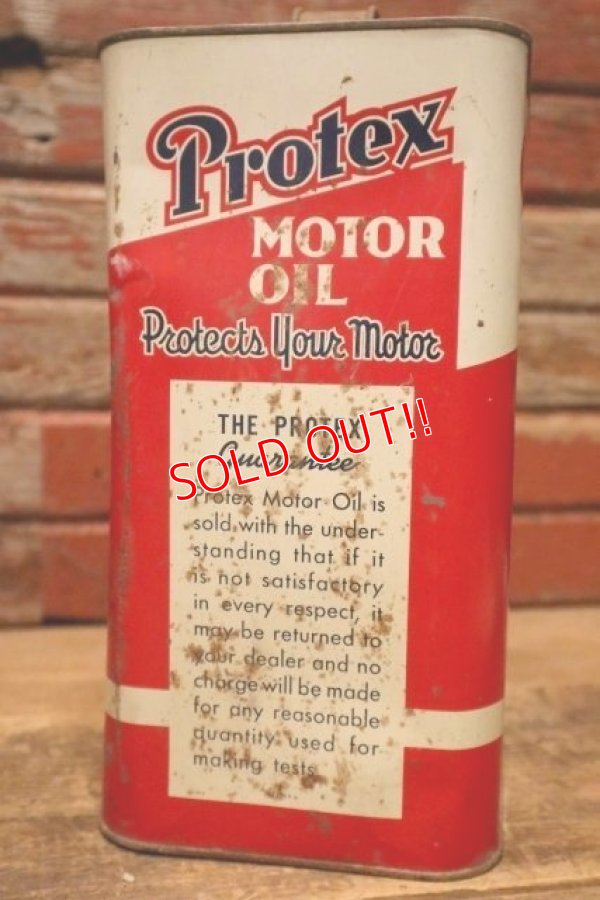 Protex
MOTOR
OIL
Protects Your Motor
THE PROTEX
Guarantee
SOLD OUT!!
Protex Motor Oil is
sold with the under-
standing that if it
is not satisfactory
in every respect, it
may be returned to
your dealer and no
charge will be made
for any reasonable
quantity used for
making tests.